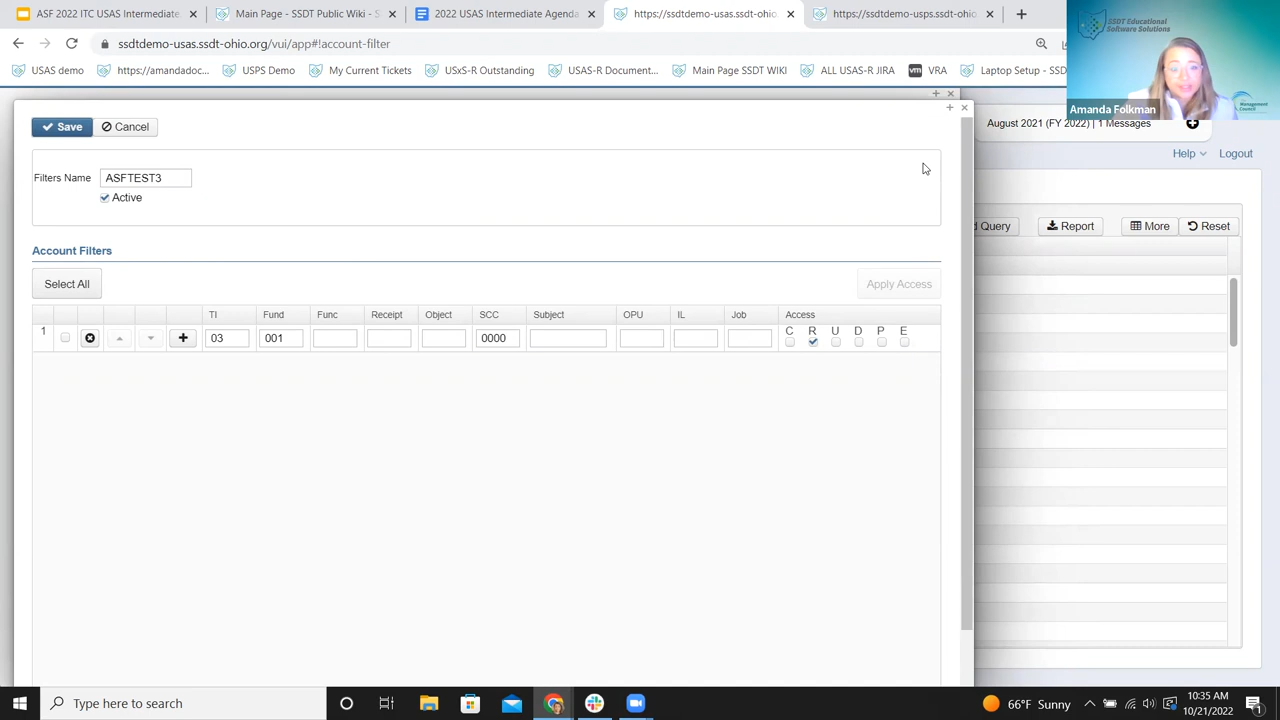 ASF 2022 ITC USAS Intermediate
Main Page - SSDT Public Wiki - S
2022 USAS Intermediate Agenda
https://ssdtdemo-usas.ssdt-ohio
https://ssdtdemo-usps.ssdt-ohio.
ssdtdemo-usas.ssdt-ohio.org/vui/app#!account-filter
USAS demo
https://amandadoc...
USPS Demo
My Current Tickets
USxS-R Outstanding
USAS-R Document...
Main Page SSDT WIKI
ALL USAS-R JIRA
vm VRA
Laptop Setup - SSD
SSDT Educational
Software Solutions
Management
Council
Amanda Folkman
August 2021 (FY 2022) | 1 Messages
Help
Logout
Save
Cancel
Filters Name ASFTEST3
Active
Query
Report
More
Reset
Account Filters
Select All
Apply Access
TI Fund Func Receipt Object SCC Subject OPU IL Job Access
1 03 001 0000 C R U D P E
Type here to search
66°F Sunny
10:35 AM
10/21/2022
1